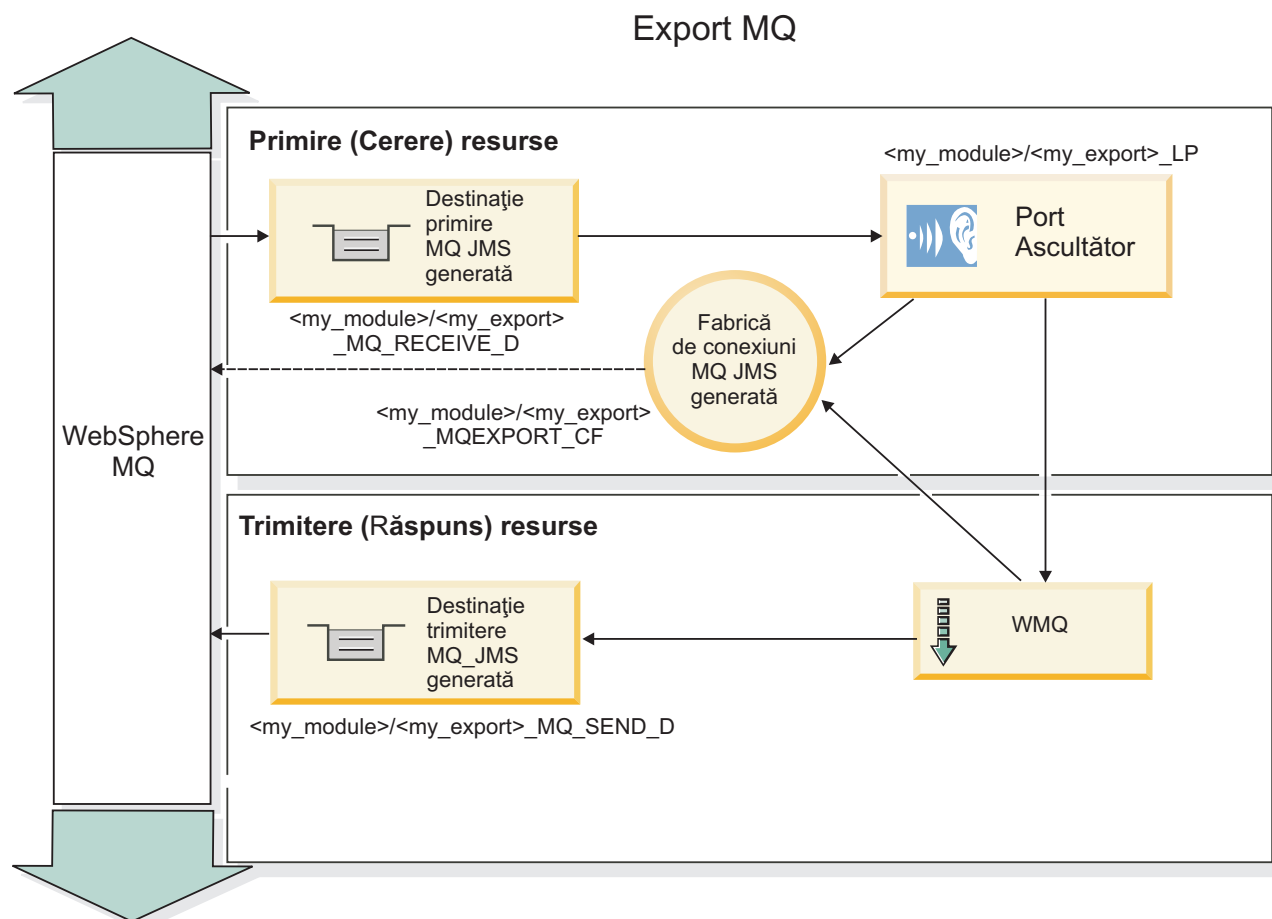 Export MQ
Primire (Cerere) resurse
<my_module>/<my_export>_LP
Destinaţie
primire
MQ JMS
generată
Port
Ascultător
<my_module>/<my_export>
_MQ_RECEIVE_D
Fabrică
de conexiuni
MQ JMS
generată
<my_module>/<my_export>
_MQEXPORT_CF
WebSphere
MQ
Trimitere (Răspuns) resurse
Destinaţie
trimitere
MQ_JMS
generată
WMQ
<my_module>/<my_export>_MQ_SEND_D